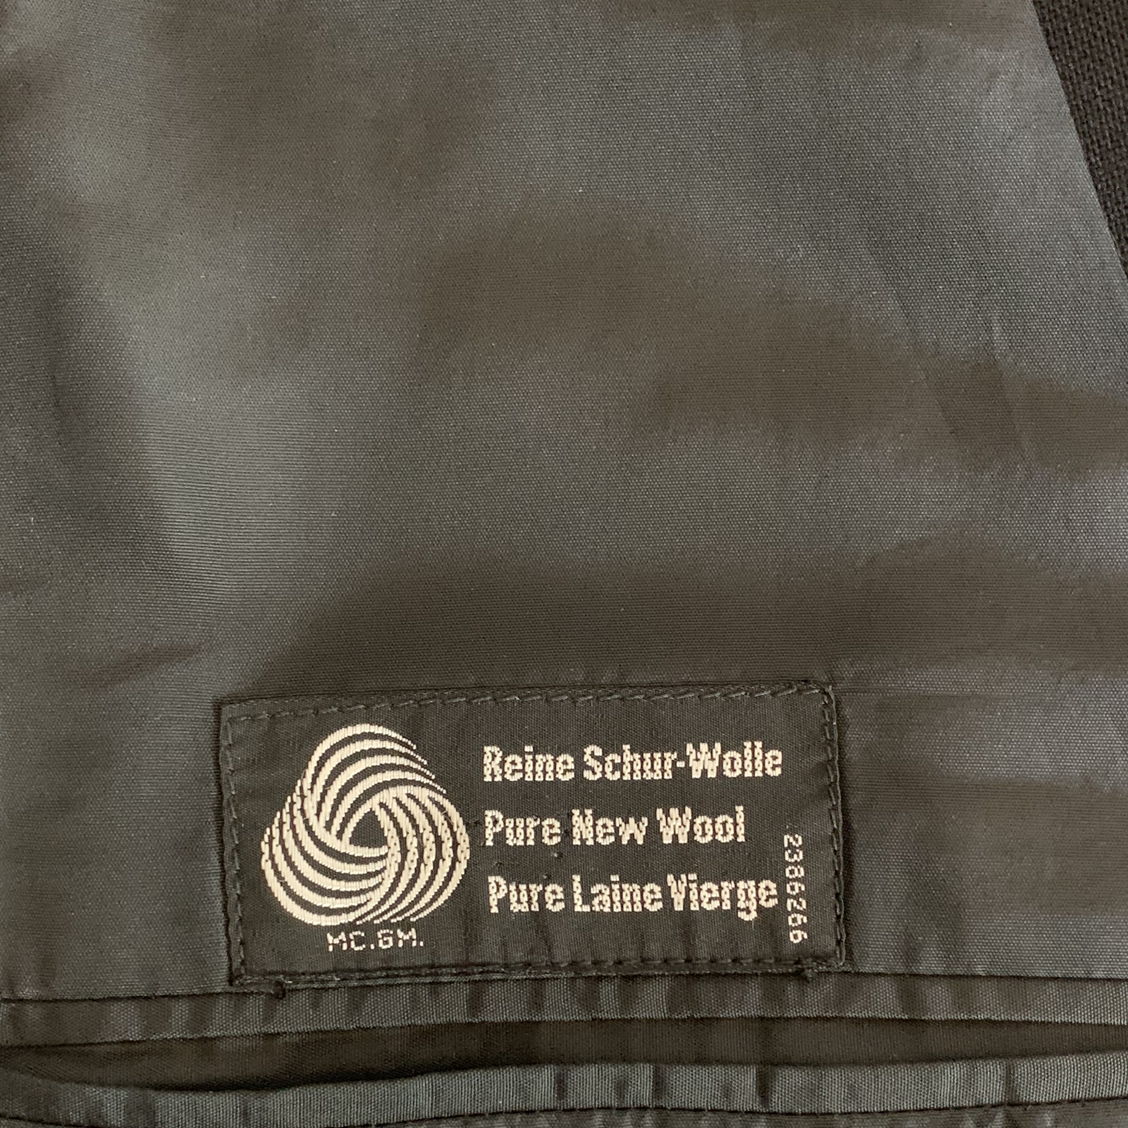 Reine Schur-Wolle
Pure New Wool
Pure Laine Vierge
2386266
MC.GM.